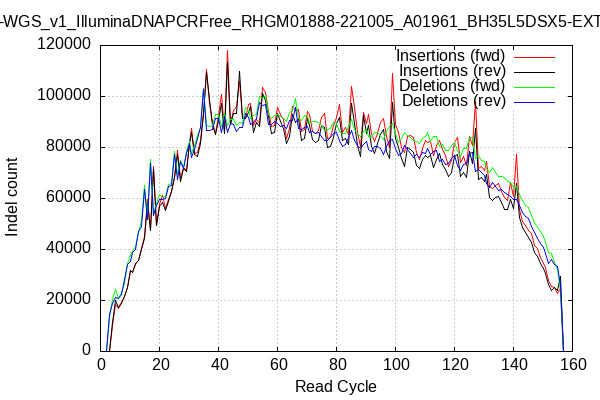 -WGS_v1_IlluminaDNAPCRFree_RHGM01888-221005_A01961_BH35L5DSX5-EXT
Insertions (fwd)
Insertions (rev)
Deletions (fwd)
Deletions (rev)
120000
100000
80000
60000
40000
20000
0
Indel count
0 20 40 60 80 100 120 140 160
Read Cycle